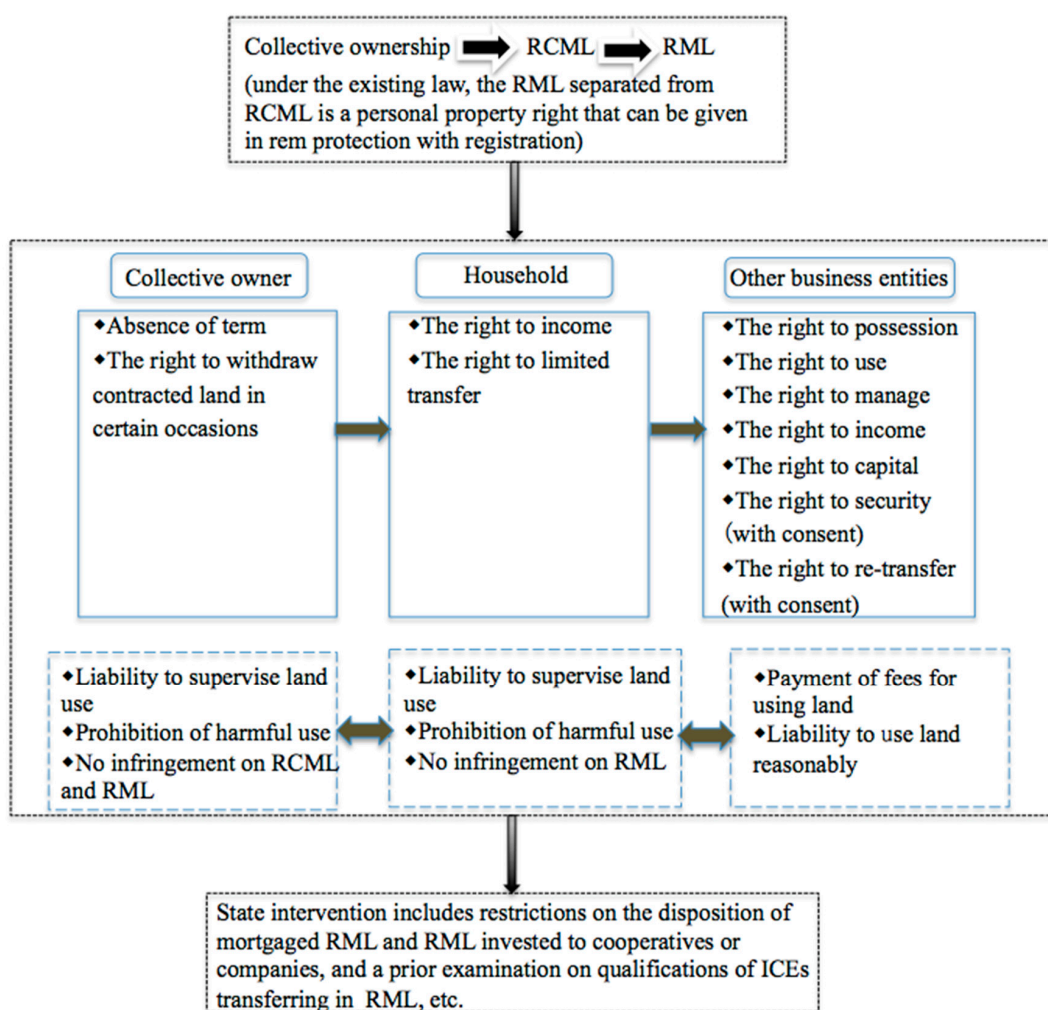 Collective ownership RCML RML
(under the existing law, the RML separated from
RCML is a personal property right that can be given
in rem protection with registration)
Collective owner
Household
Other business entities
◆Absence of term
◆The right to withdraw
contracted land in
certain occasions
◆The right to income
◆The right to limited
transfer
◆The right to possession
◆The right to use
◆The right to manage
◆The right to income
◆The right to capital
◆The right to security
(with consent)
◆The right to re-transfer
(with consent)
◆Liability to supervise land
use
◆Prohibition of harmful use
◆No infringement on RCML
and RML
◆Liability to supervise land
use
◆Prohibition of harmful use
◆No infringement on RML
◆Payment of fees for
using land
◆Liability to use land
reasonably
State intervention includes restrictions on the disposition of
mortgaged RML and RML invested to cooperatives or
companies, and a prior examination on qualifications of ICEs
transferring in RML, etc.